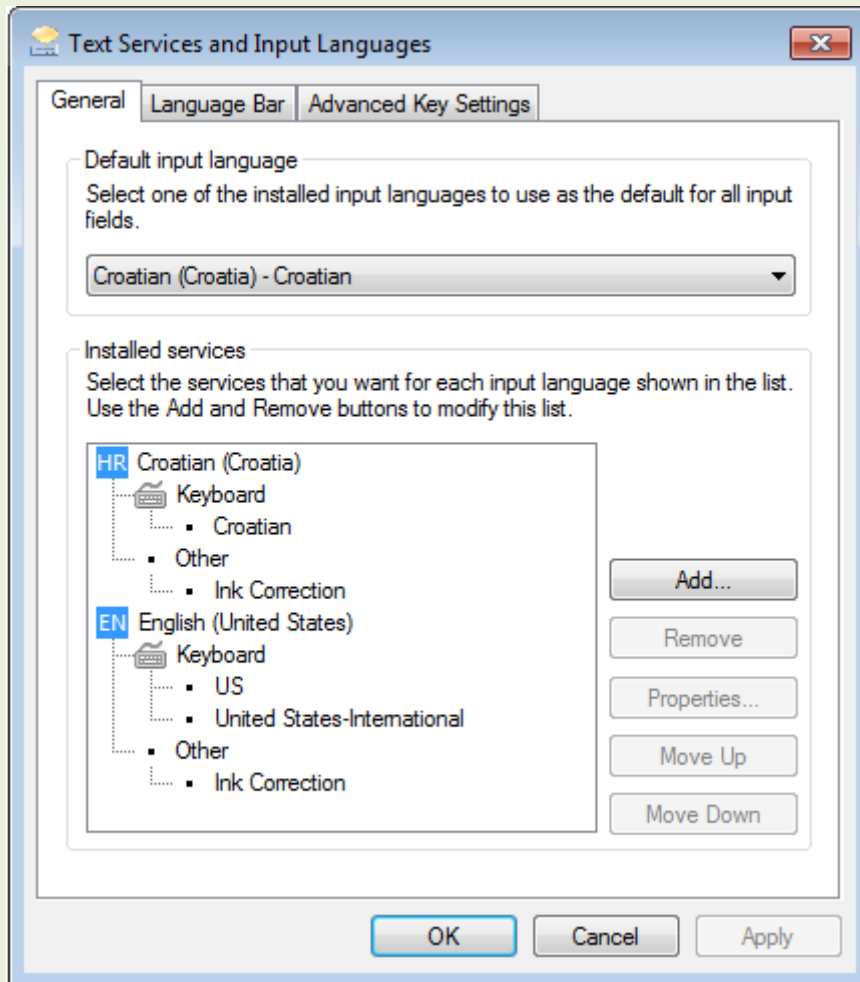 Text Services and Input Languages
General
Language Bar
Advanced Key Settings
Default input language
Select one of the installed input languages to use as the default for all input
fields.
Croatian (Croatia) - Croatian
Installed services
Select the services that you want for each input language shown in the list.
Use the Add and Remove buttons to modify this list.
HR Croatian (Croatia)
Keyboard
Croatian
Other
Ink Correction
EN English (United States)
Keyboard
US
United States-International
Other
Ink Correction
Add...
Remove
Properties...
Move Up
Move Down
OK
Cancel
Apply